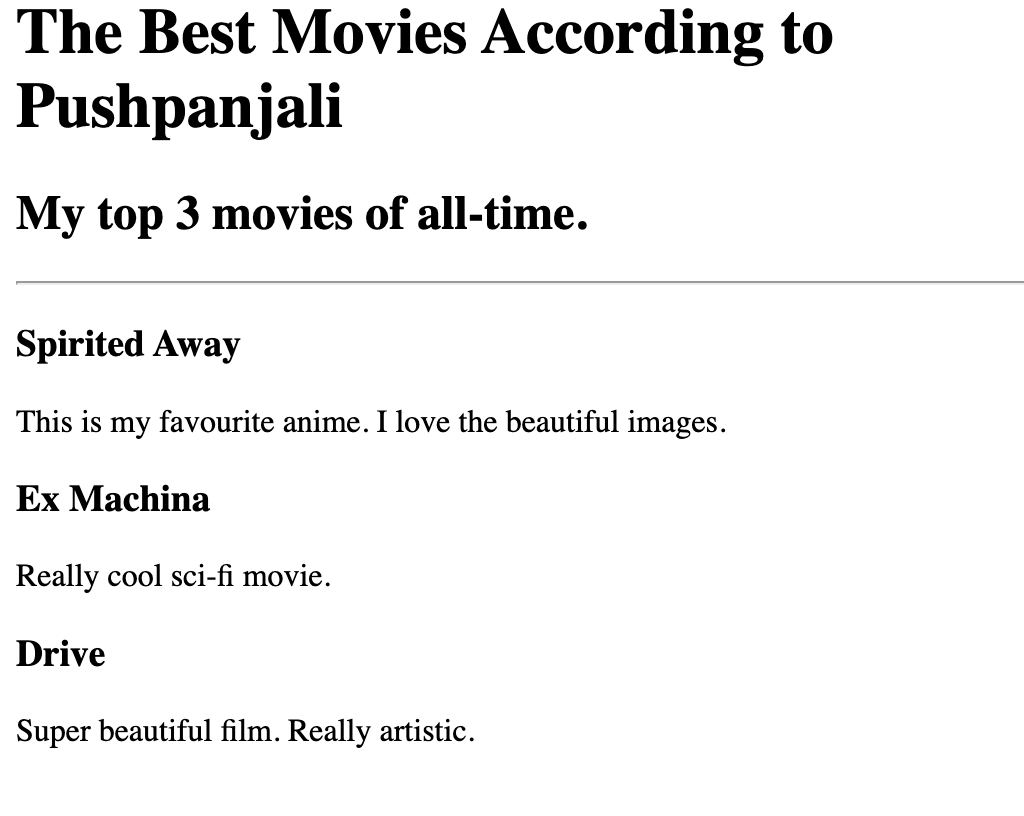 The Best Movies According to
Pushpanjali
My top 3 movies of all-time.
Spirited Away
This is my favourite anime. I love the beautiful images.
Ex Machina
Really cool sci-fi movie.
Drive
Super beautiful film. Really artistic.